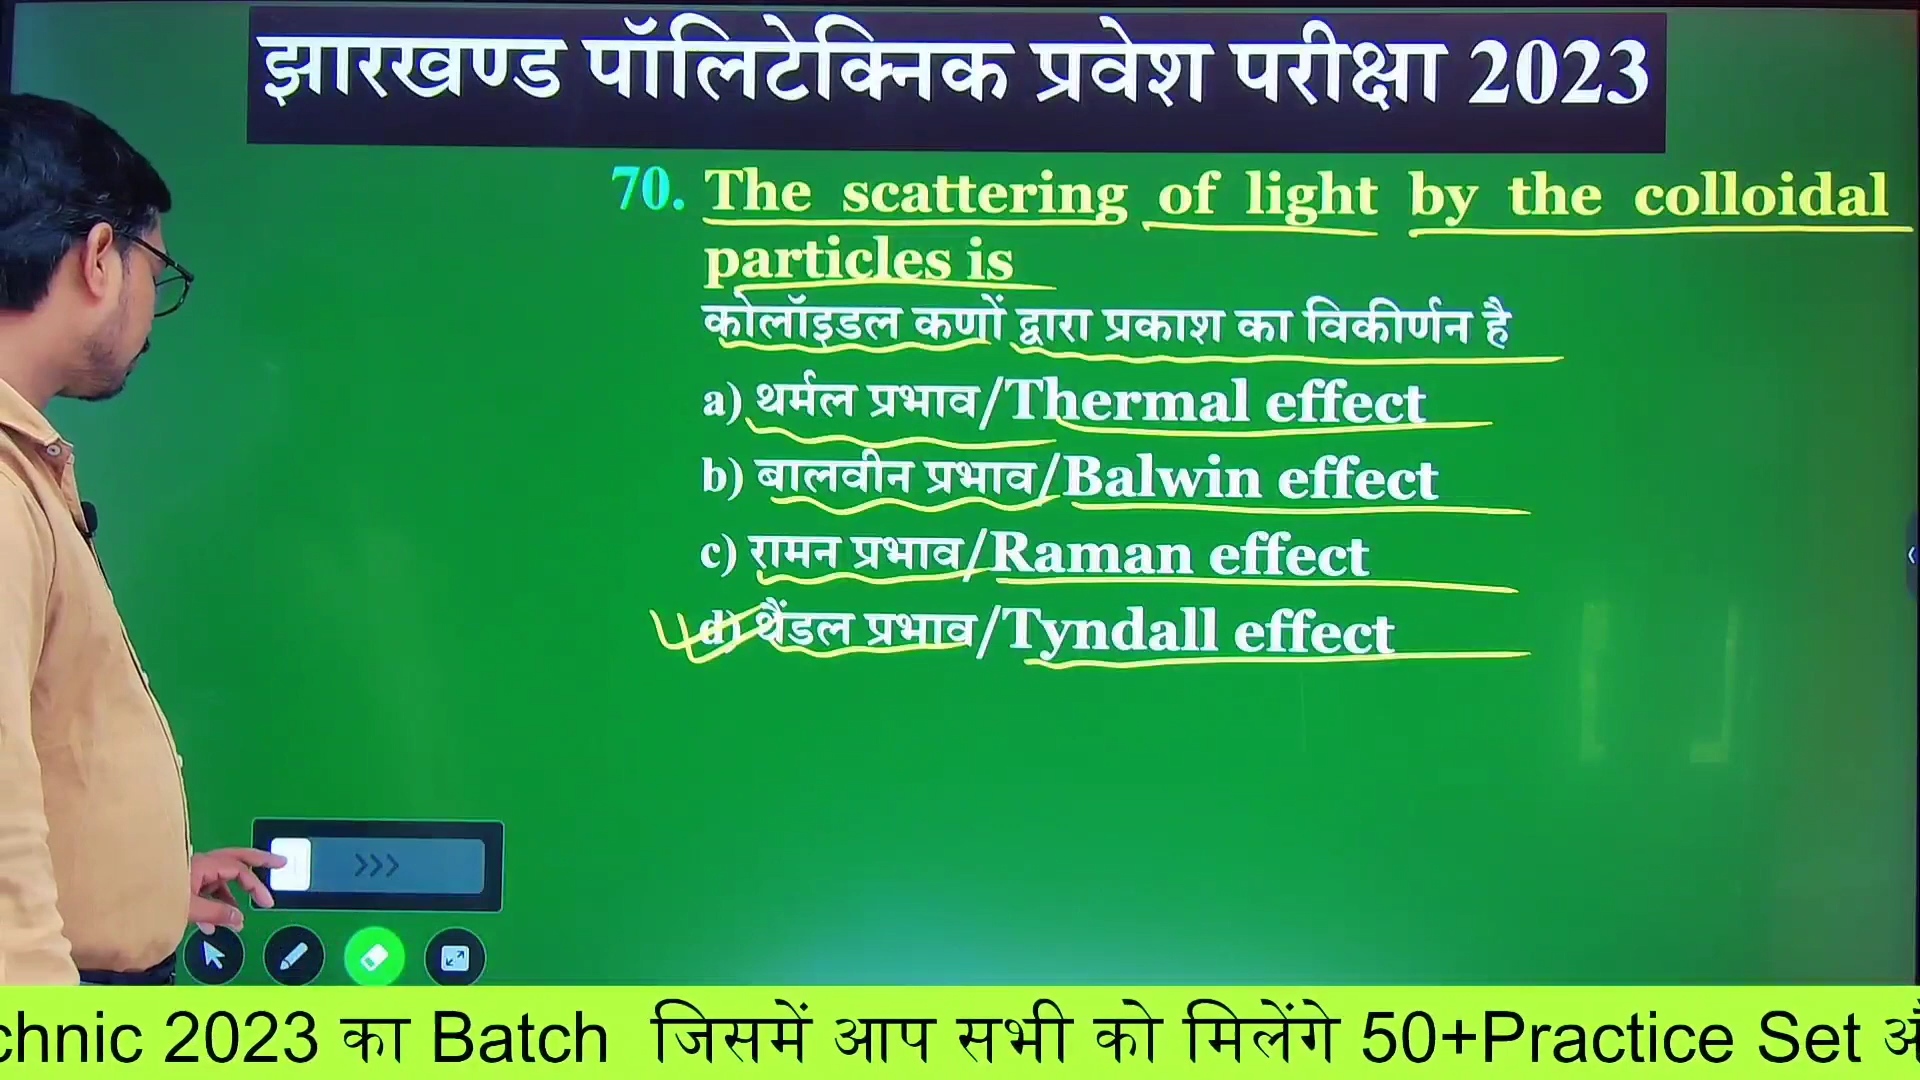 झारखण्ड पॉलिटेक्निक प्रवेश परीक्षा 2023
70. The scattering of light by the colloidal
particles is
कोलॉइडल कणों द्वारा प्रकाश का विकीर्णन है
a) थर्मल प्रभाव/Thermal effect
b) बालवीन प्रभाव/Balwin effect
c) रामन प्रभाव/Raman effect
d) थैंडल प्रभाव/Tyndall effect
chnic 2023 का Batch जिसमें आप सभी को मिलेंगे 50+Practice Set